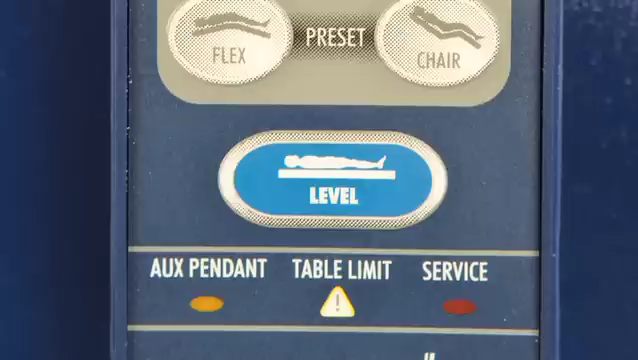 FLEX PRESET CHAIR
LEVEL
AUX PENDANT TABLE LIMIT SERVICE